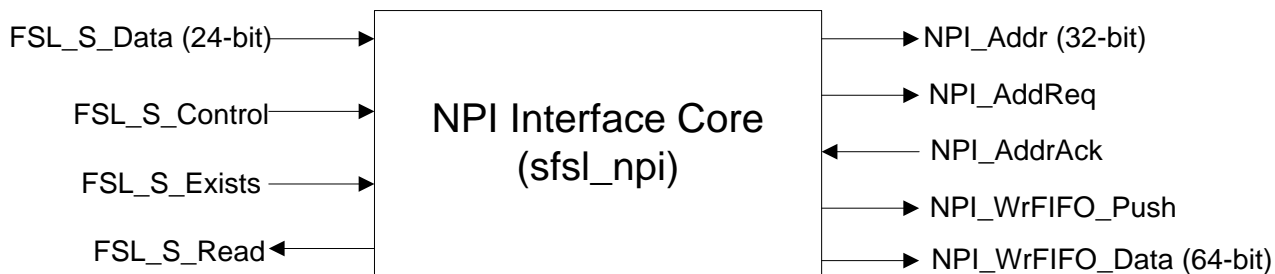 FSL_S_Data (24-bit)
FSL_S_Control
FSL_S_Exists
FSL_S_Read
NPI Interface Core
(sfsl_npi)
NPI_Addr (32-bit)
NPI_AddReq
NPI_AddrAck
NPI_WrFIFO_Push
NPI_WrFIFO_Data (64-bit)